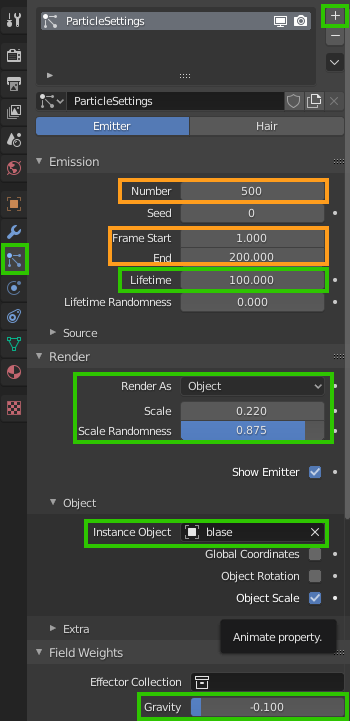 ParticleSettings
ParticleSettings
Emitter Hair
Emission
Number 500
Seed 0
Frame Start 1.000
End 200.000
Lifetime 100.000
Lifetime Randomness 0.000
Source
Render
Render As Object
Scale 0.220
Scale Randomness 0.875
Show Emitter
Object
Instance Object blase
Global Coordinates
Object Rotation
Object Scale
Extra
Animate property.
Field Weights
Effector Collection
Gravity -0.100